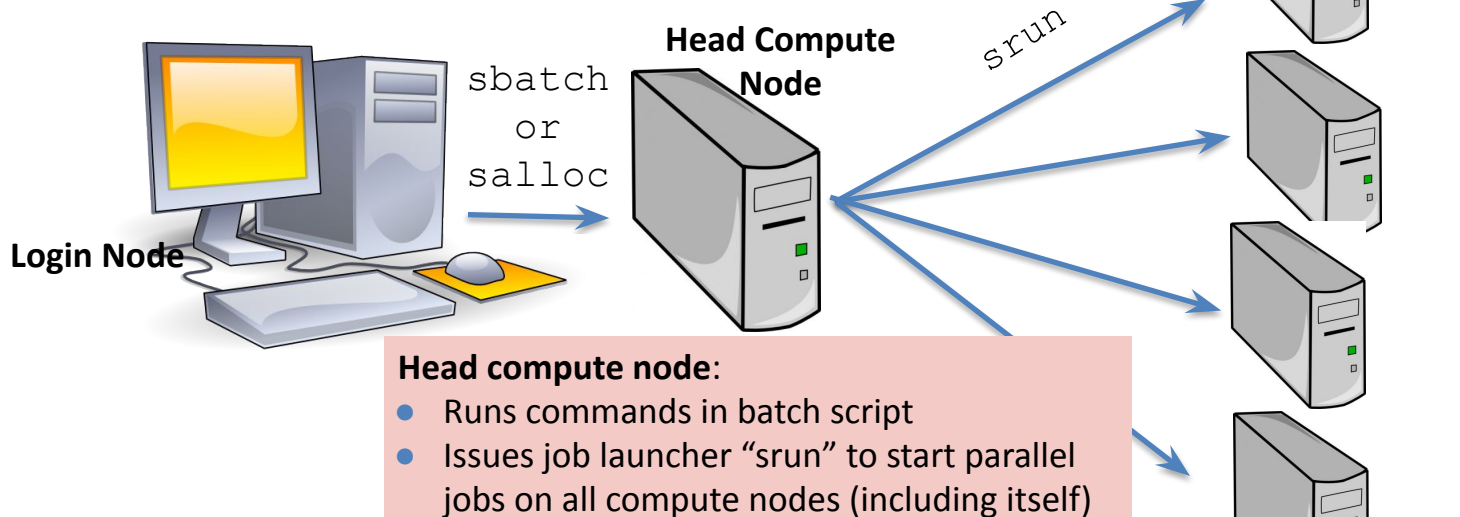 Head Compute
Node
srun
sbatch
or
salloc
Login Node
Head compute node:
● Runs commands in batch script
● Issues job launcher “srun” to start parallel
jobs on all compute nodes (including itself)